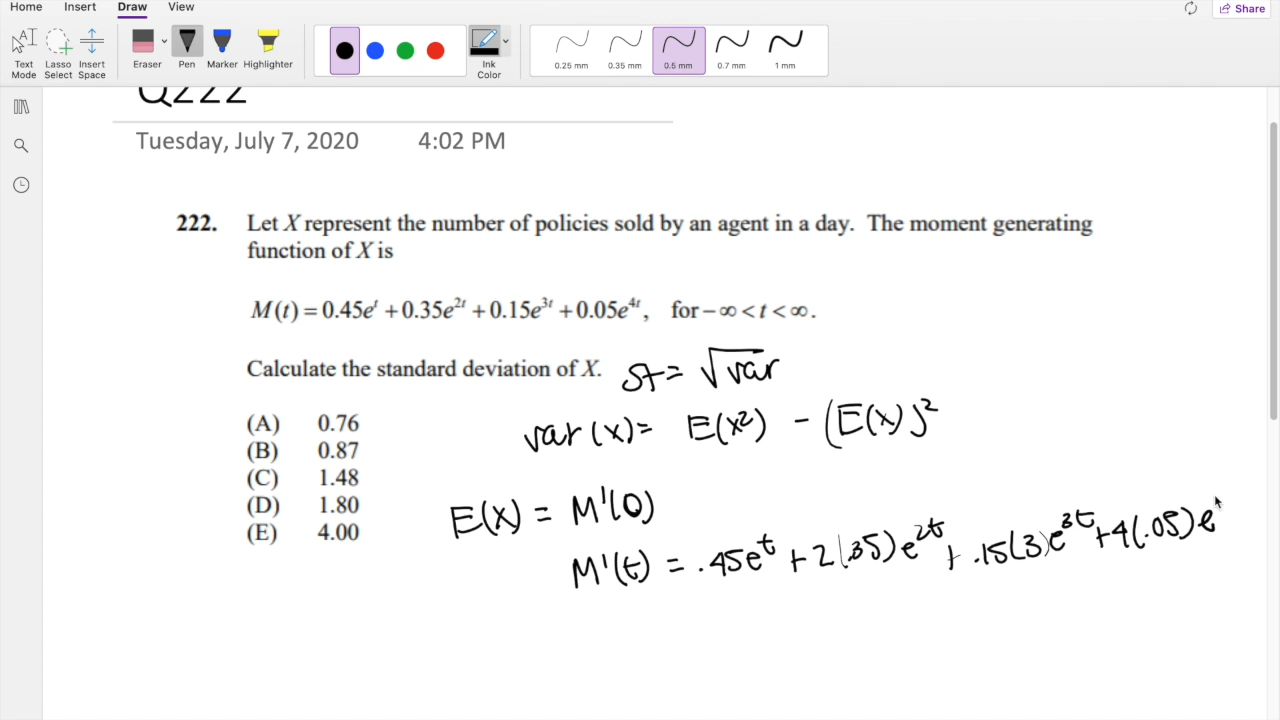 Home Insert Draw View
Share
Text Mode
Lasso Select
Insert Space
Eraser
Pen
Marker
Highlighter
Ink Color
0.25 mm
0.35 mm
0.5 mm
0.7 mm
1 mm
Q222
Tuesday, July 7, 2020 4:02 PM
222. Let X represent the number of policies sold by an agent in a day. The moment generating
function of X is
M(t) = 0.45e^t + 0.35e^{2t} + 0.15e^{3t} + 0.05e^{4t}, for −∞ < t < ∞.
Calculate the standard deviation of X.
St = √var
(A) 0.76
(B) 0.87
(C) 1.48
(D) 1.80
(E) 4.00
var(x) = E(x²) − (E(x))²
E(x) = M'(0)
M'(t) = .45e^t + 2(.35)e^{2t} + .15(3)e^{3t} + 4(.05)e